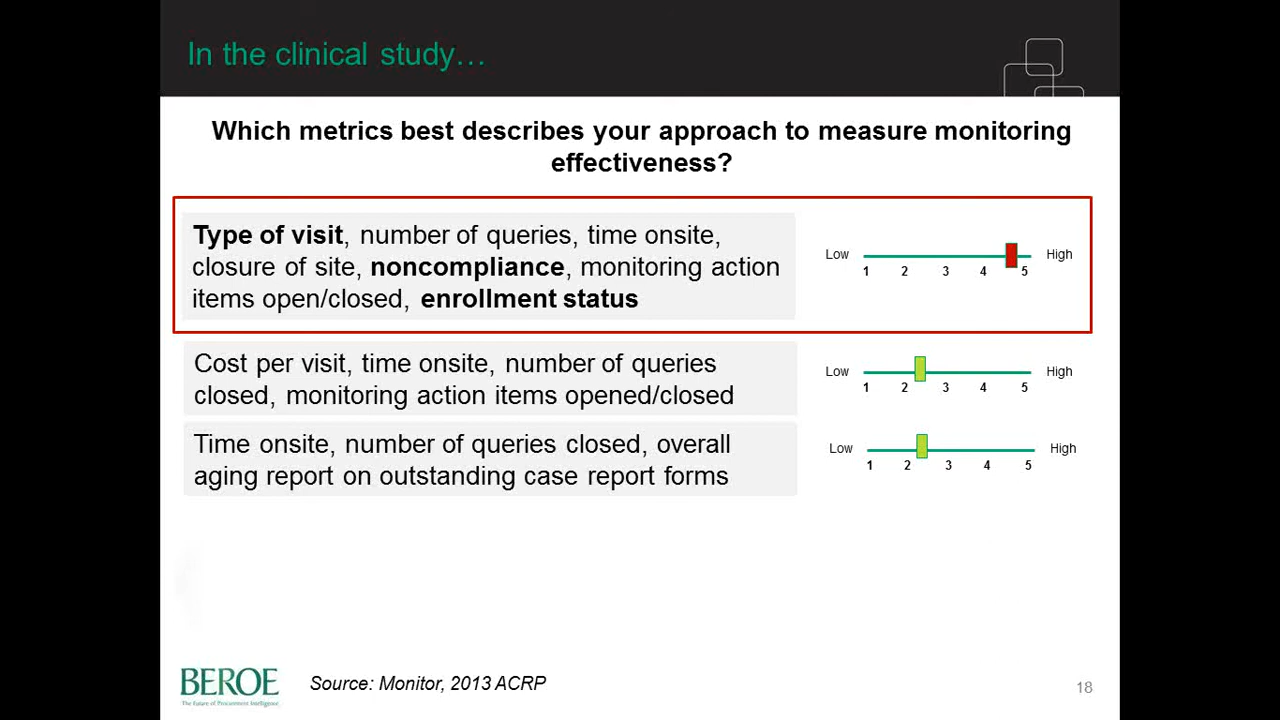 In the clinical study…
Which metrics best describes your approach to measure monitoring
effectiveness?
Type of visit, number of queries, time onsite,
closure of site, noncompliance, monitoring action
items open/closed, enrollment status
Low High
1 2 3 4 5
Cost per visit, time onsite, number of queries
closed, monitoring action items opened/closed
Low High
1 2 3 4 5
Time onsite, number of queries closed, overall
aging report on outstanding case report forms
Low High
1 2 3 4 5
BEROE
The Future of Procurement Intelligence
Source: Monitor, 2013 ACRP
18